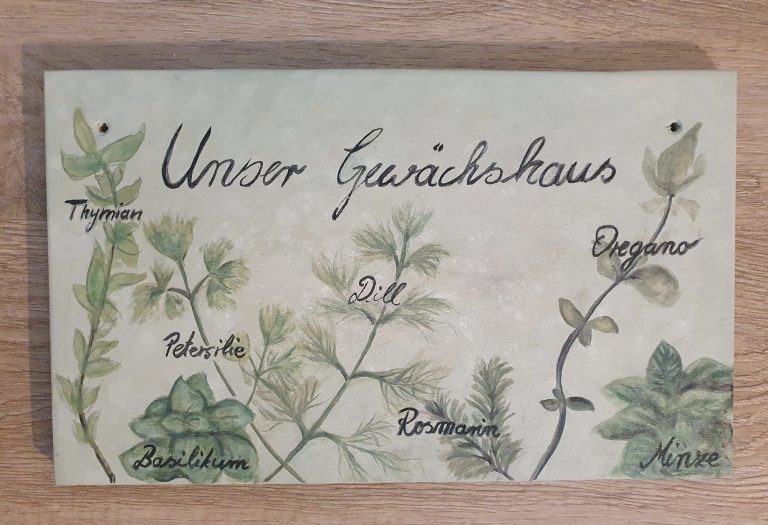 Unser Gewächshaus
Thymian
Oregano
Dill
Petersilie
Rosmarin
Basilikum
Minze